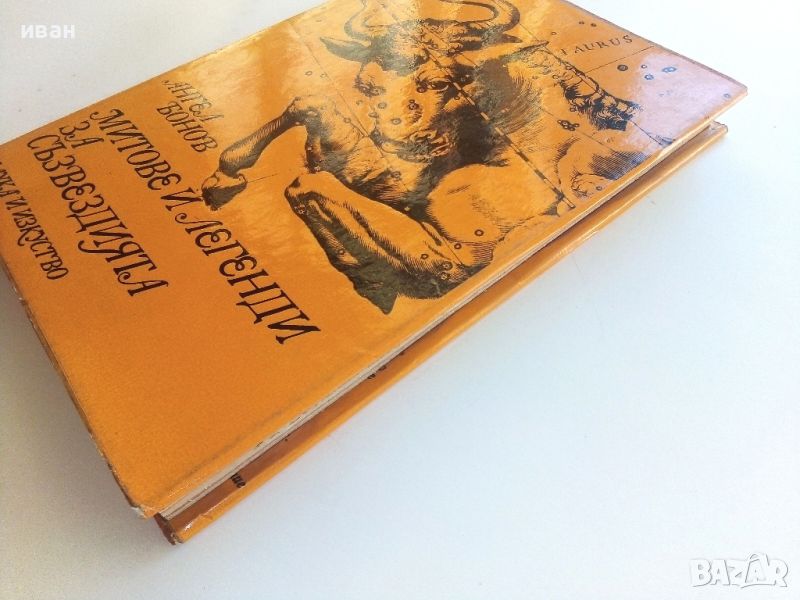 иван
TAURUS
АНГЕЛ
БОНОВ
МИТОВЕ И ЛЕГЕНДИ
ЗА
СЪЗВЕЗДИЯТА
НАУКА И ИЗКУСТВО
BAZAR